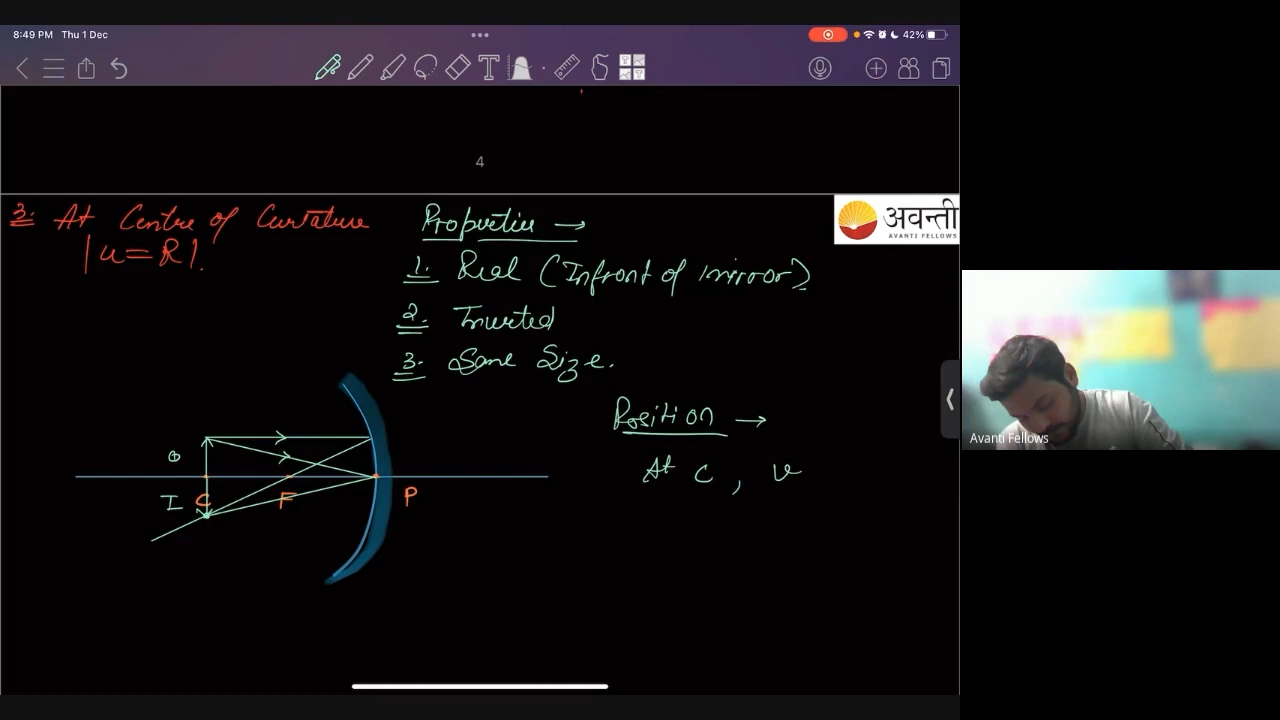 8:49 PM Thu 1 Dec
42%
4
3. At Centre of Curvature
|u=R|.
Properties →
1. Real (Infront of mirror).
2. Inverted
3. Same Size.
Position →
At C, v
O
I C F P
अवन्ती
AVANTI FELLOWS
Avanti Fellows